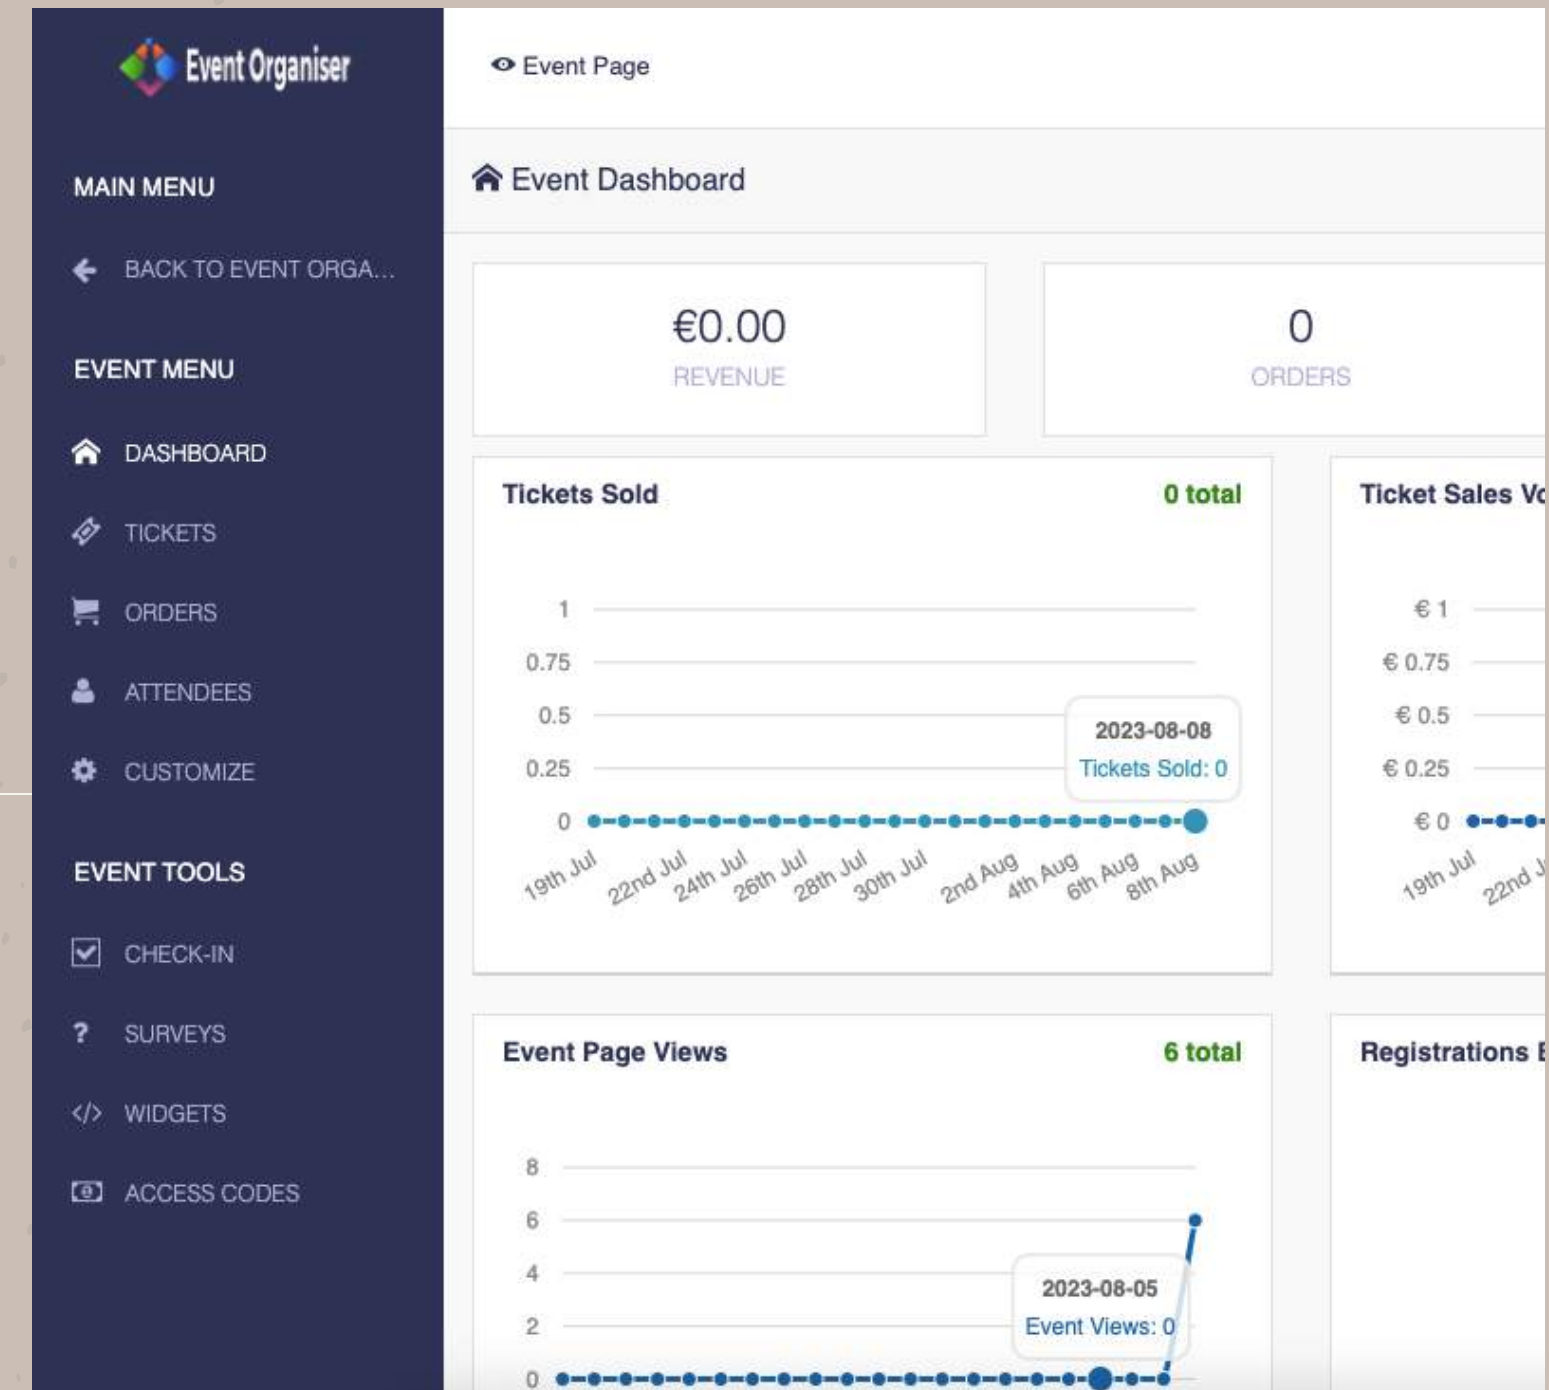 Event Organiser
MAIN MENU
BACK TO EVENT ORGA...
EVENT MENU
DASHBOARD
TICKETS
ORDERS
ATTENDEES
CUSTOMIZE
EVENT TOOLS
CHECK-IN
? SURVEYS
</> WIDGETS
ACCESS CODES
Event Page
Event Dashboard
€0.00
REVENUE
0
ORDERS
Tickets Sold 0 total
1
0.75
0.5
0.25
0
2023-08-08
Tickets Sold: 0
19th Jul 22nd Jul 24th Jul 26th Jul 28th Jul 30th Jul 2nd Aug 4th Aug 6th Aug 8th Aug
Ticket Sales
€ 1
€ 0.75
€ 0.5
€ 0.25
€ 0
19th Jul 22nd
Event Page Views 6 total
8
6
4
2
0
2023-08-05
Event Views: 0
Registrations